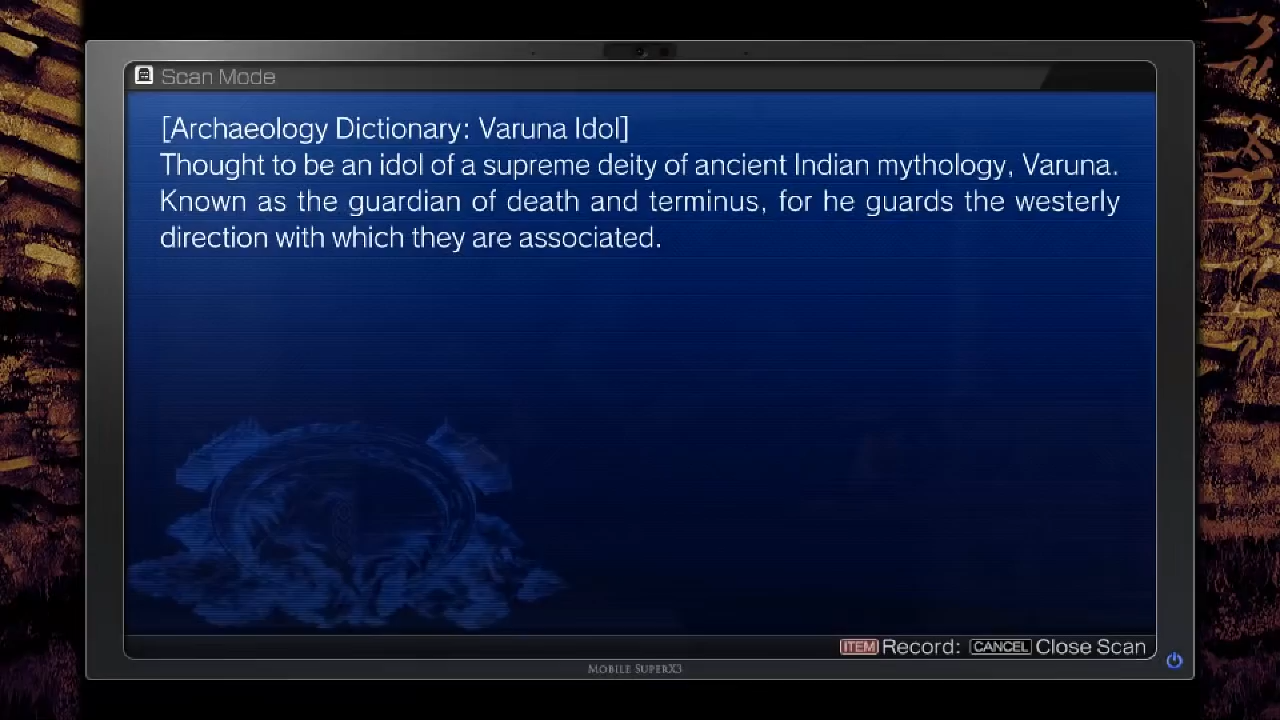 Scan Mode
[Archaeology Dictionary: Varuna Idol]
Thought to be an idol of a supreme deity of ancient Indian mythology, Varuna.
Known as the guardian of death and terminus, for he guards the westerly
direction with which they are associated.
ITEM Record: CANCEL Close Scan
MOBILE SUPERX3